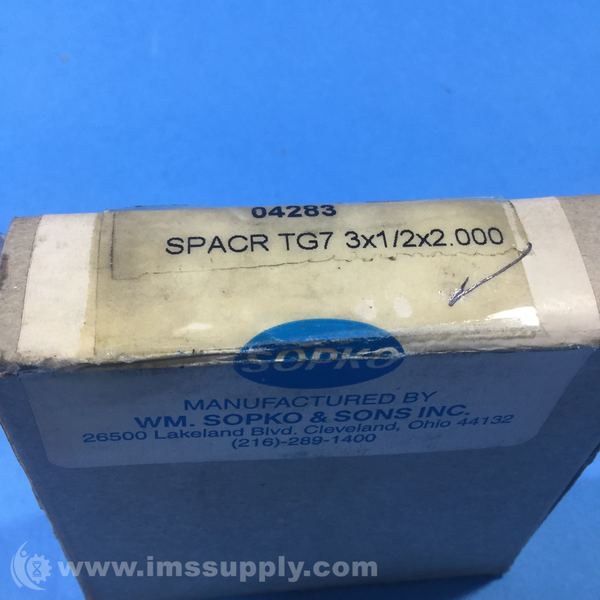 04283
SPACR TG7 3x1/2x2.000
SOPKO
MANUFACTURED BY
WM. SOPKO & SONS INC.
26500 Lakeland Blvd. Cleveland, Ohio 44132
(216)-289-1400
www.imssupply.com